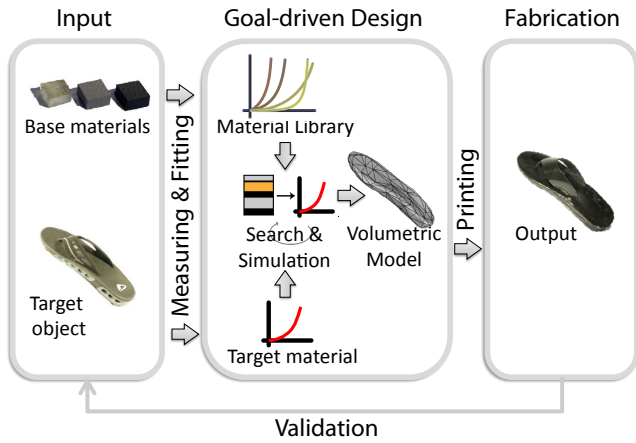 Input
Goal-driven Design
Fabrication
Base materials
Target
object
Measuring & Fitting
Material Library
Search &
Simulation
Volumetric
Model
Target material
Printing
Output
Validation